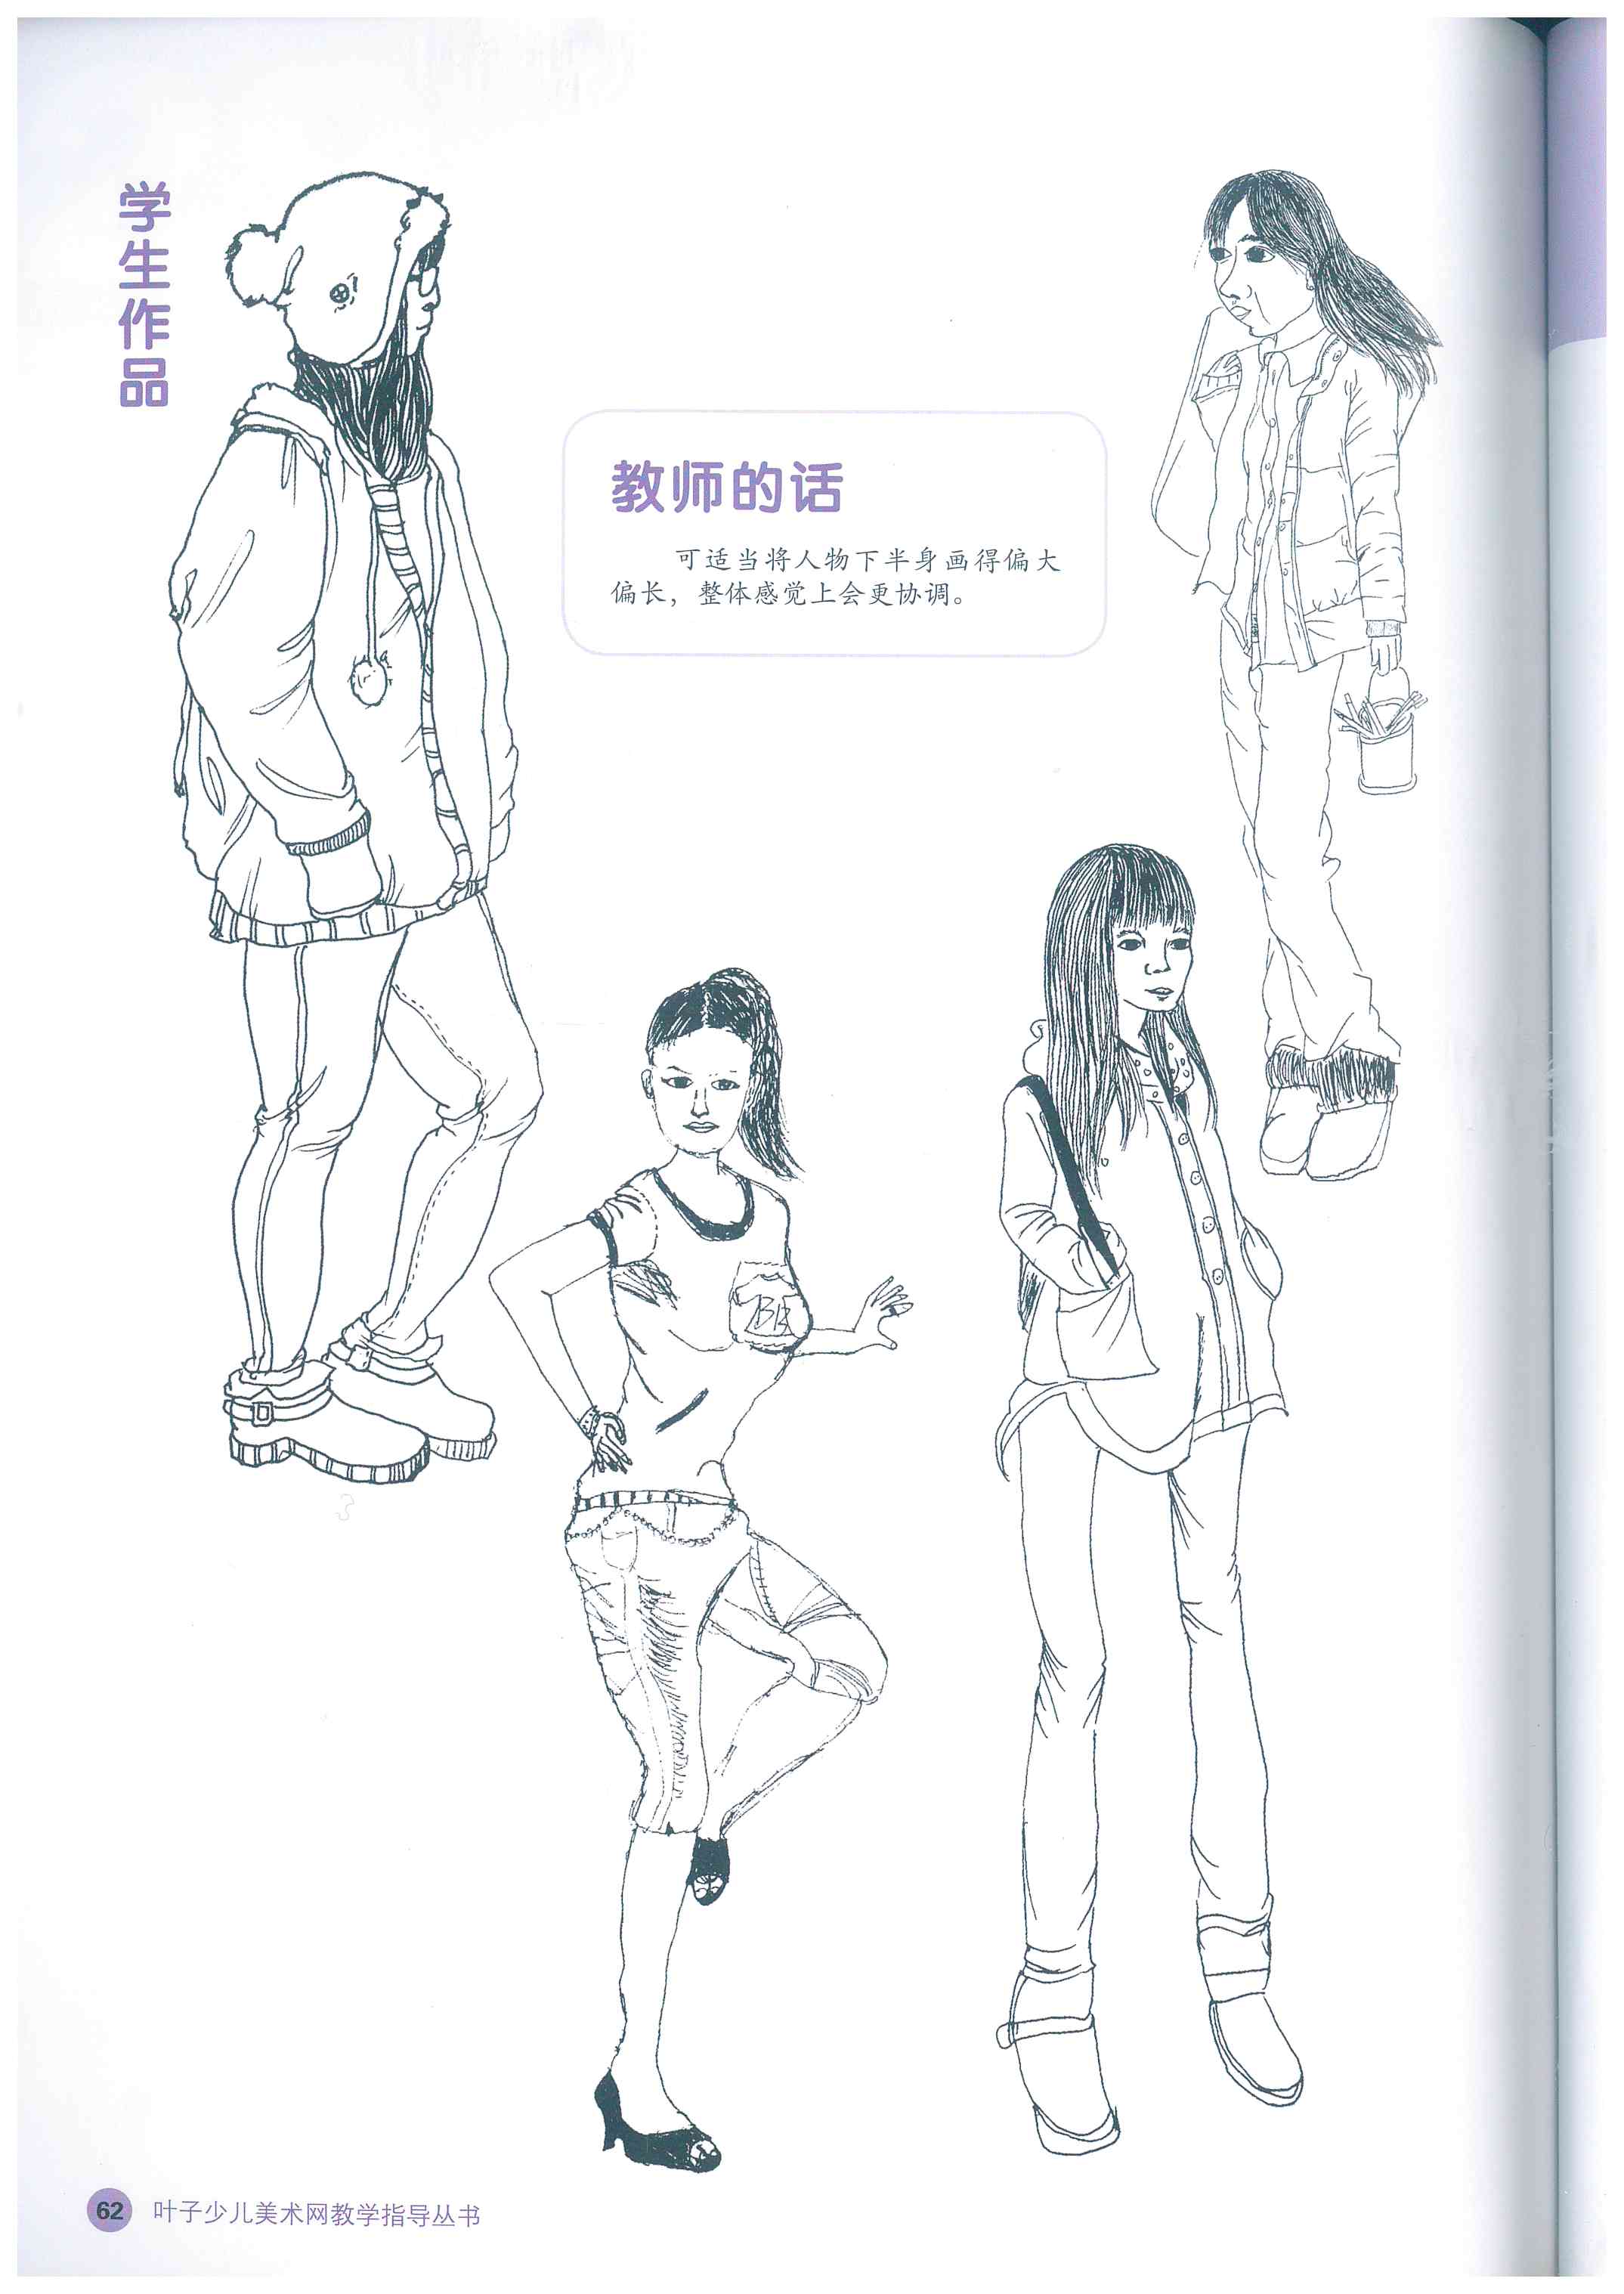 学生作品
教师的话
可适当将人物下半身画得偏大
偏长，整体感觉上会更协调。
BB
62 叶子少儿美术网教学指导丛书